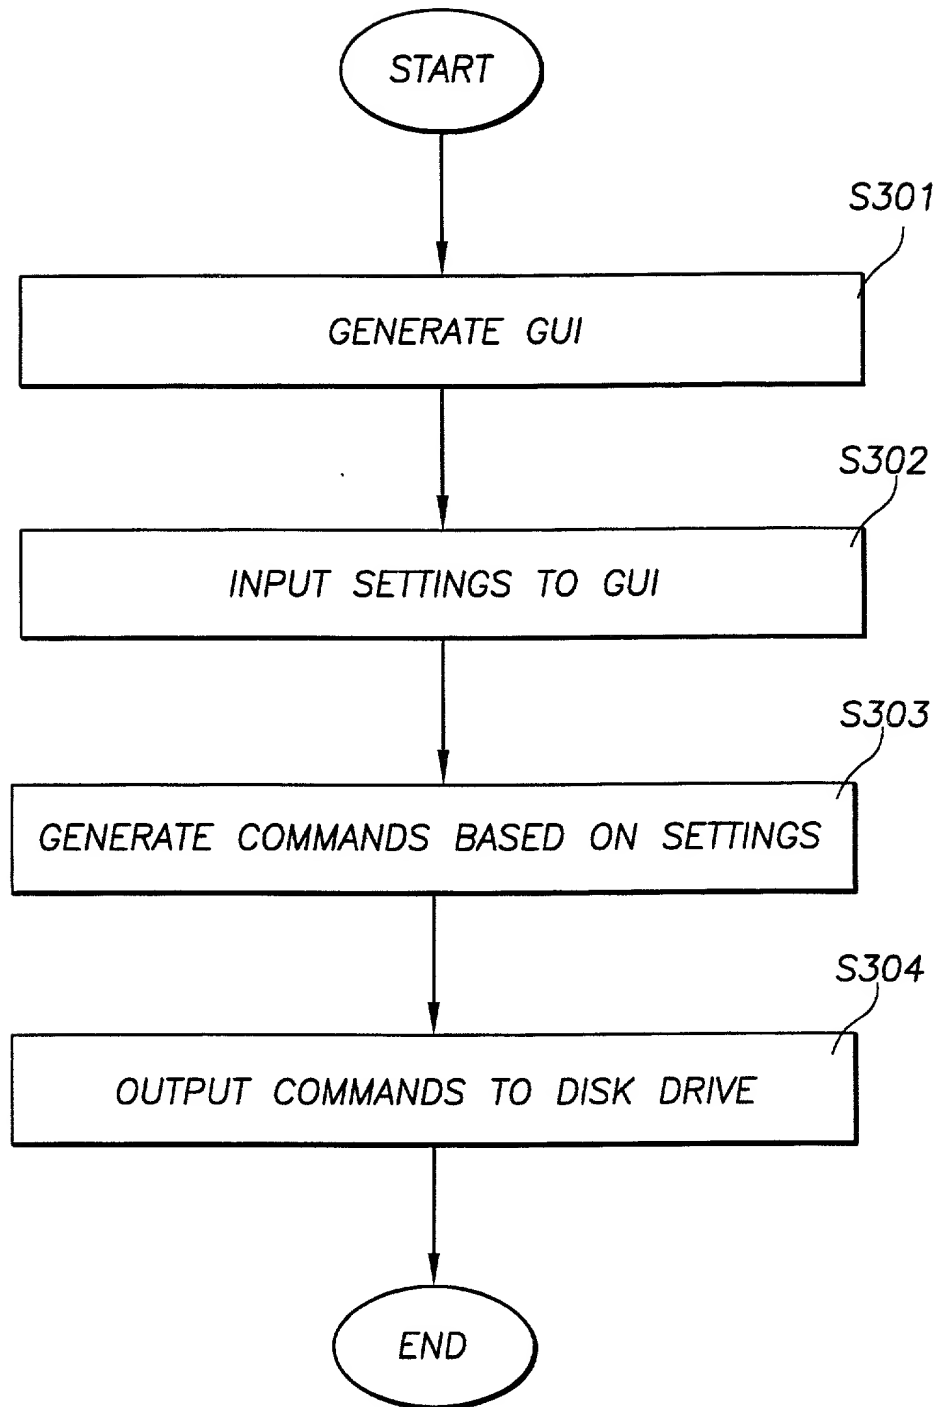 START
S301
GENERATE GUI
S302
INPUT SETTINGS TO GUI
S303
GENERATE COMMANDS BASED ON SETTINGS
S304
OUTPUT COMMANDS TO DISK DRIVE
END